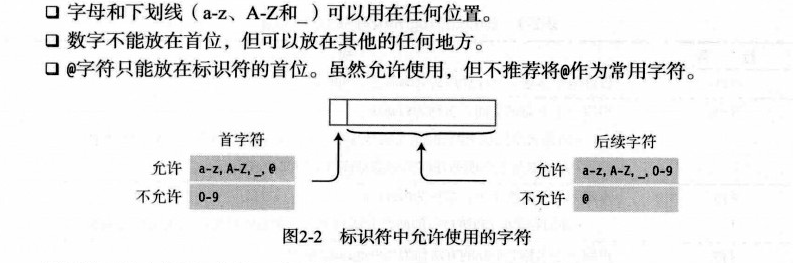 ❑ 字母和下划线（a-z、A-Z和_）可以用在任何位置。
❑ 数字不能放在首位，但可以放在其他的任何地方。
❑ @字符只能放在标识符的首位。虽然允许使用，但不推荐将@作为常用字符。
首字符
允许 a-z, A-Z, _, @
不允许 0-9
后续字符
允许 a-z, A-Z, _, 0-9
不允许 @
图2-2 标识符中允许使用的字符